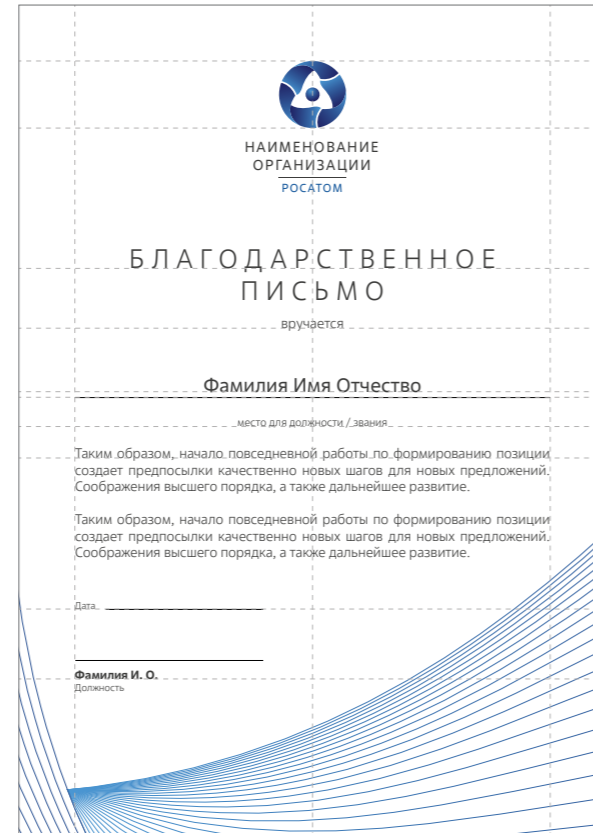 НАИМЕНОВАНИЕ
ОРГАНИЗАЦИИ
РОСАТОМ
БЛАГОДАРСТВЕННОЕ
ПИСЬМО
вручается
Фамилия Имя Отчество
место для должности / звания
Таким образом, начало повседневной работы по формированию позиции
создает предпосылки качественно новых шагов для новых предложений.
Соображения высшего порядка, а также дальнейшее развитие.
Таким образом, начало повседневной работы по формированию позиции
создает предпосылки качественно новых шагов для новых предложений.
Соображения высшего порядка, а также дальнейшее развитие.
Дата
Фамилия И. О.
Должность